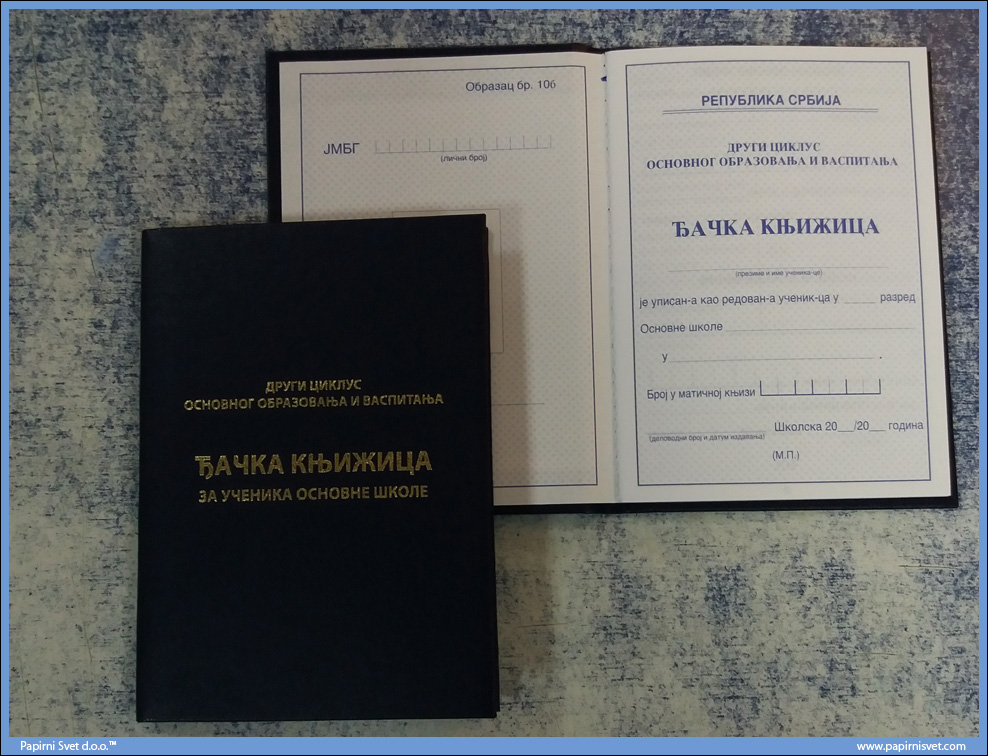 Образац бр. 106
ЈМБГ
(лични број)
РЕПУБЛИКА СРБИЈА
ДРУГИ ЦИКЛУС
ОСНОВНОГ ОБРАЗОВАЊА И ВАСПИТАЊА
ЂАЧКА КЊИЖИЦА
(презиме и име ученика-це)
је уписан-а као редован-а ученик-ца у ______ разред
Основне школе
у .
Број у матичној књизи
Школска 20___/20___ година
(деловодни број и датум издавања)
(М.П.)
ДРУГИ ЦИКЛУС
ОСНОВНОГ ОБРАЗОВАЊА И ВАСПИТАЊА
ЂАЧКА КЊИЖИЦА
ЗА УЧЕНИКА ОСНОВНЕ ШКОЛЕ
Papirni Svet d.o.o.™
www.papirnisvet.com